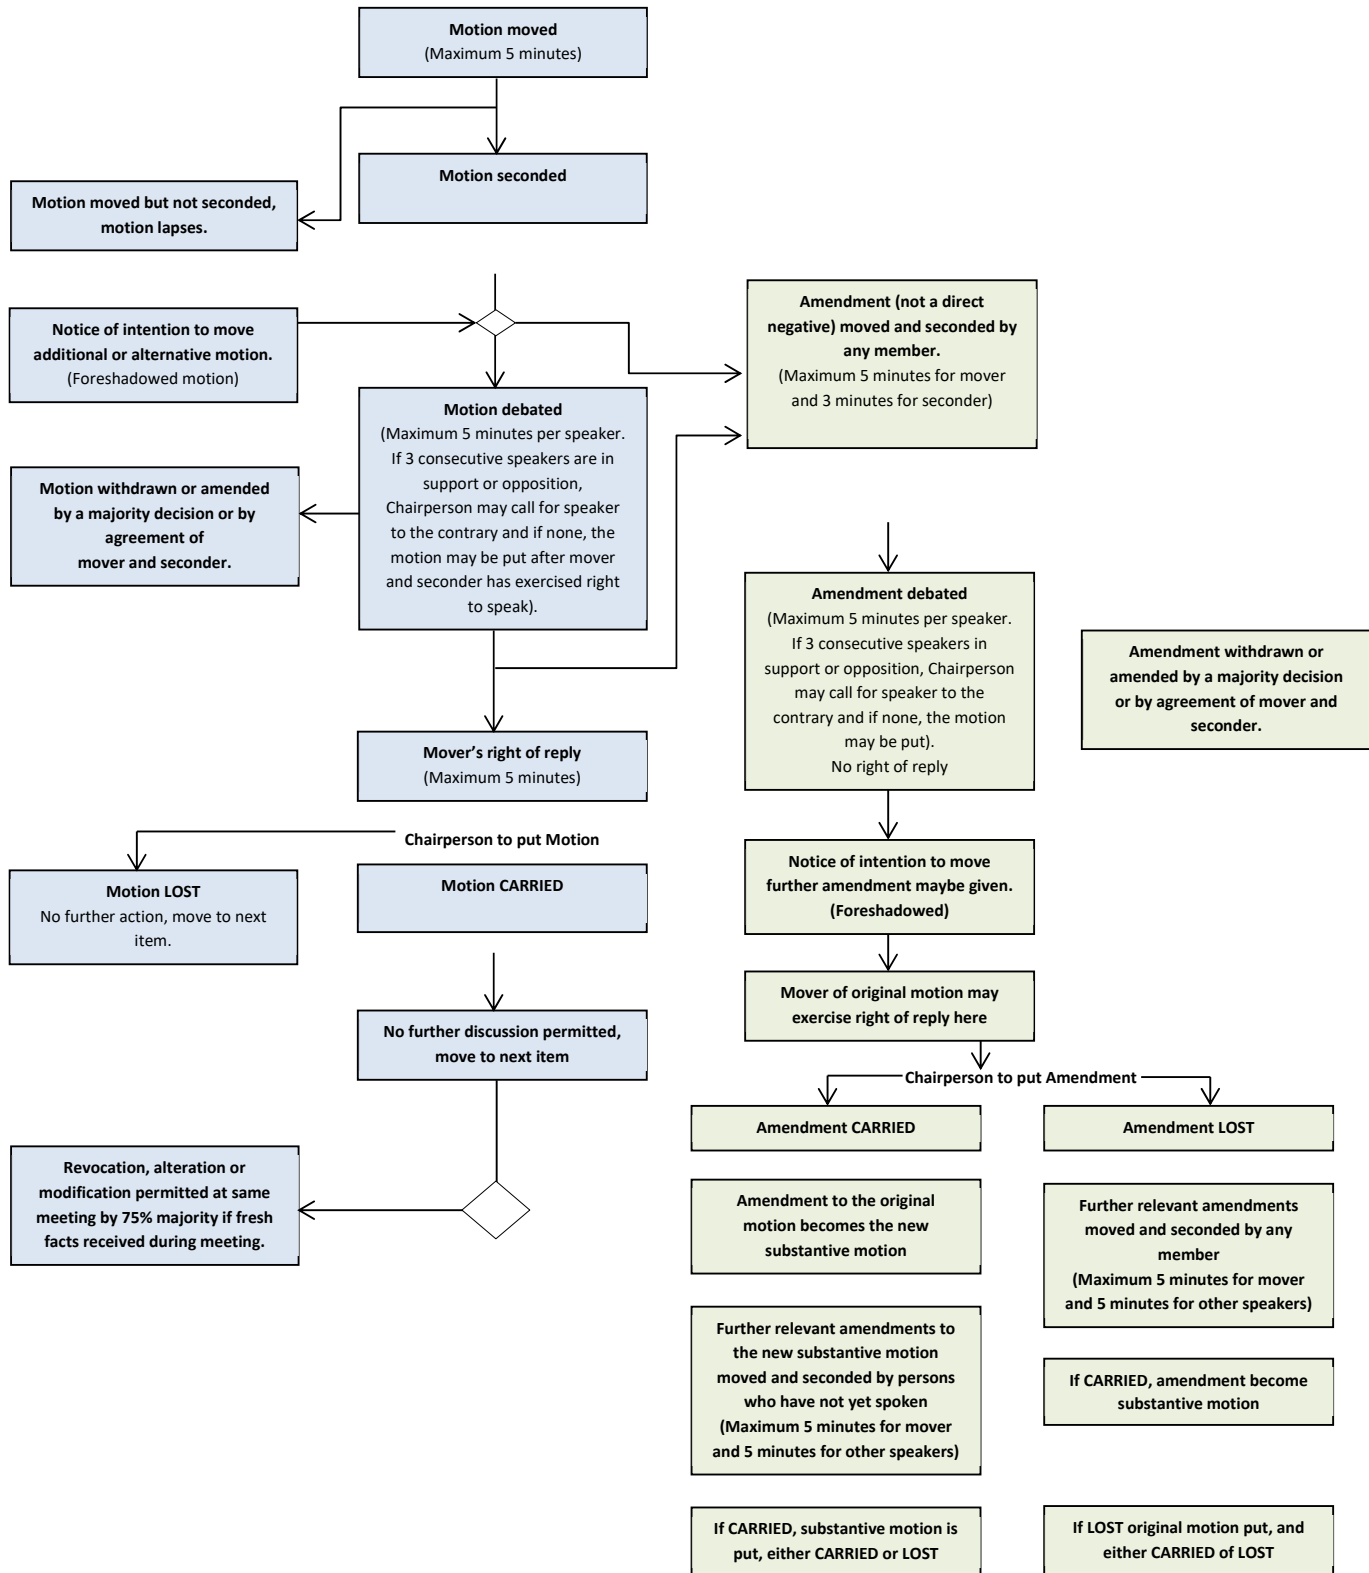 Motion moved
(Maximum 5 minutes)
Motion seconded
Motion moved but not seconded,
motion lapses.
Notice of intention to move
additional or alternative motion.
(Foreshadowed motion)
Amendment (not a direct
negative) moved and seconded by
any member.
(Maximum 5 minutes for mover
and 3 minutes for seconder)
Motion debated
(Maximum 5 minutes per speaker.
If 3 consecutive speakers are in
support or opposition,
Chairperson may call for speaker
to the contrary and if none, the
motion may be put after mover
and seconder has exercised right
to speak).
Motion withdrawn or amended
by a majority decision or by
agreement of
mover and seconder.
Amendment debated
(Maximum 5 minutes per speaker.
If 3 consecutive speakers in
support or opposition, Chairperson
may call for speaker to the
contrary and if none, the motion
may be put).
No right of reply
Amendment withdrawn or
amended by a majority decision
or by agreement of mover and
seconder.
Mover's right of reply
(Maximum 5 minutes)
Chairperson to put Motion
Motion LOST
No further action, move to next
item.
Motion CARRIED
Notice of intention to move
further amendment maybe given.
(Foreshadowed)
Mover of original motion may
exercise right of reply here
No further discussion permitted,
move to next item
Chairperson to put Amendment
Amendment CARRIED
Amendment LOST
Revocation, alteration or
modification permitted at same
meeting by 75% majority if fresh
facts received during meeting.
Amendment to the original
motion becomes the new
substantive motion
Further relevant amendments
moved and seconded by any
member
(Maximum 5 minutes for mover
and 5 minutes for other speakers)
Further relevant amendments to
the new substantive motion
moved and seconded by persons
who have not yet spoken
(Maximum 5 minutes for mover
and 5 minutes for other speakers)
If CARRIED, amendment become
substantive motion
If CARRIED, substantive motion is
put, either CARRIED or LOST
If LOST original motion put, and
either CARRIED of LOST